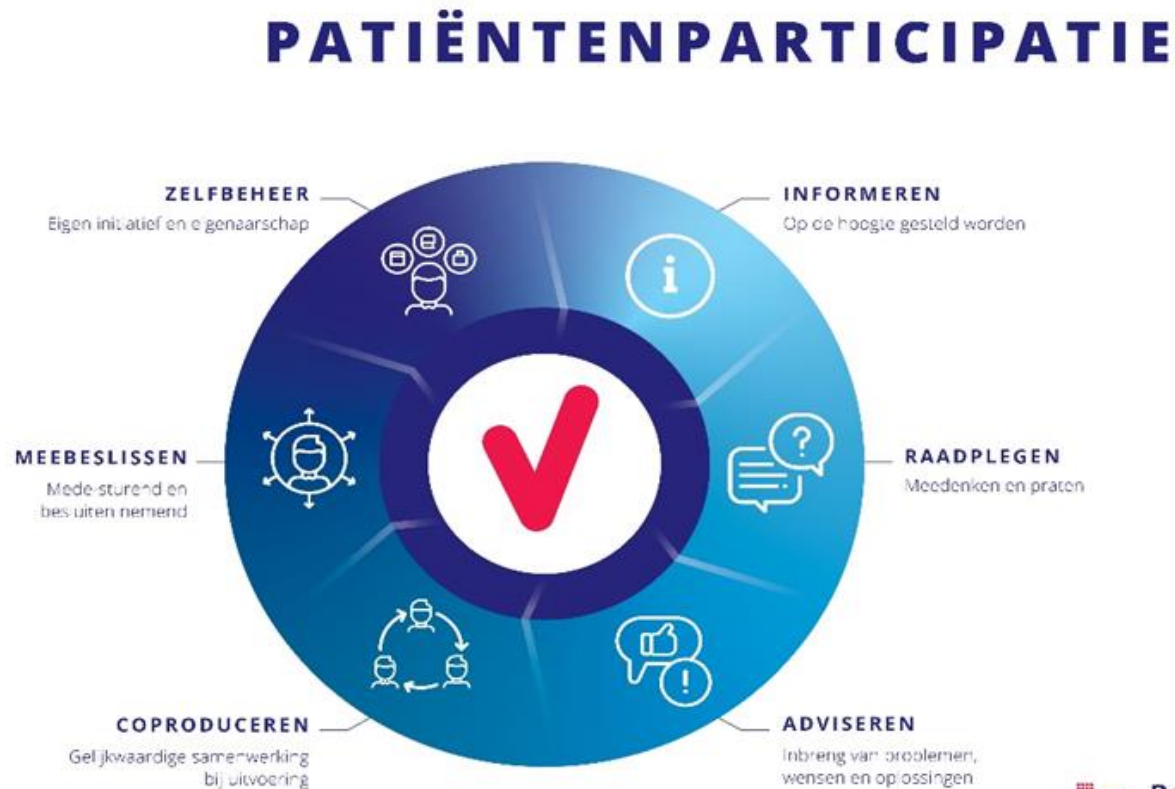 PATIËNTENPARTICIPATIE
ZELFBEHEER
Eigen initiatief en eigenaarschap
INFORMEREN
Op de hoogte gesteld worden
MEEBESLISSEN
Mede-sturend en
besluiten nemend
RAADPLEGEN
Meedenken en praten
COPRODUCEREN
Gelijkwaardige samenwerking
bij uitvoering
ADVISEREN
Inbreng van problemen,
wensen en oplossingen